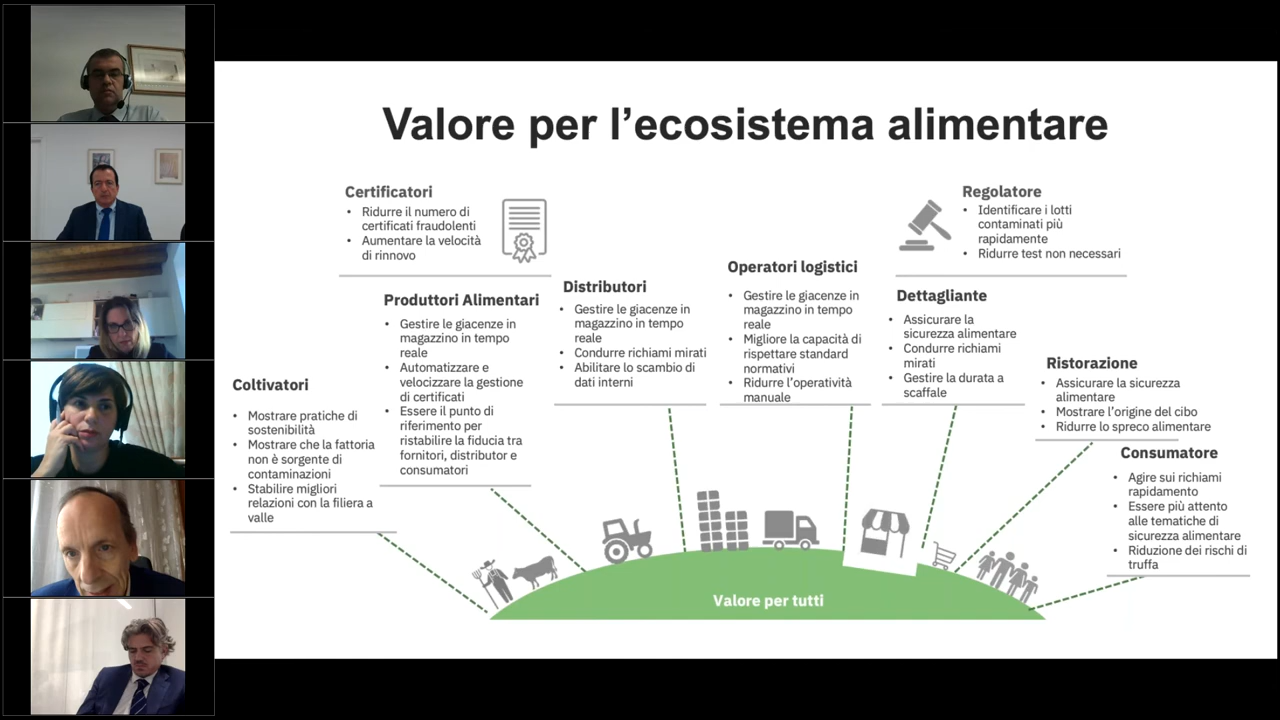 Valore per l’ecosistema alimentare
Certificatori
• Ridurre il numero di
certificati fraudolenti
• Aumentare la velocità
di rinnovo
Regolatore
• Identificare i lotti
contaminati più
rapidamente
• Ridurre test non necessari
Coltivatori
• Mostrare pratiche di
sostenibilità
• Mostrare che la fattoria
non è sorgente di
contaminazioni
• Stabilire migliori
relazioni con la filiera a
valle
Produttori Alimentari
• Gestire le giacenze in
magazzino in tempo
reale
• Automatizzare e
velocizzare la gestione
di certificati
• Essere il punto di
riferimento per
ristabilire la fiducia tra
fornitori, distributor e
consumatori
Distributori
• Gestire le giacenze in
magazzino in tempo
reale
• Condurre richiami mirati
• Abilitare lo scambio di
dati interni
Operatori logistici
• Gestire le giacenze in
magazzino in tempo
reale
• Migliore la capacità di
rispettare standard
normativi
• Ridurre l’operatività
manuale
Dettagliante
• Assicurare la
sicurezza alimentare
• Condurre richiami
mirati
• Gestire la durata a
scaffale
Ristorazione
• Assicurare la sicurezza
alimentare
• Mostrare l’origine del cibo
• Ridurre lo spreco alimentare
Consumatore
• Agire sui richiami
rapidamento
• Essere più attento
alle tematiche di
sicurezza alimentare
• Riduzione dei rischi di
truffa
Valore per tutti